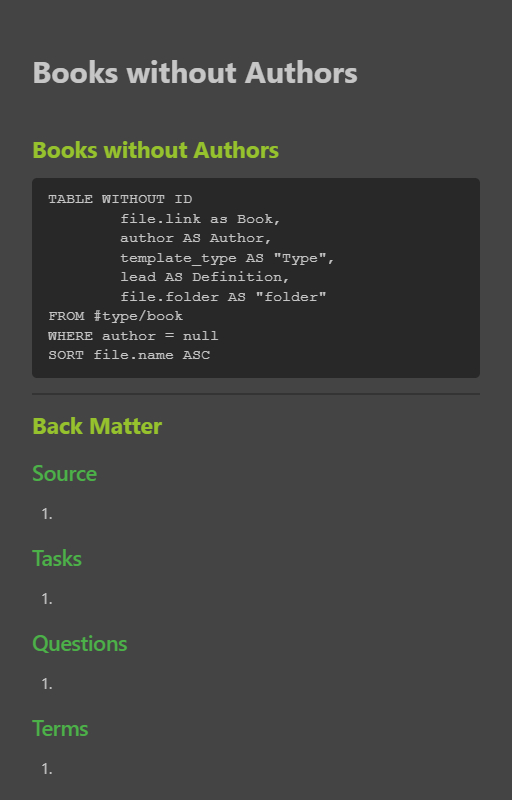 Books without Authors
Books without Authors
TABLE WITHOUT ID
file.link as Book,
author AS Author,
template_type AS "Type",
lead AS Definition,
file.folder AS "folder"
FROM #type/book
WHERE author = null
SORT file.name ASC
Back Matter
Source
1.
Tasks
1.
Questions
1.
Terms
1.